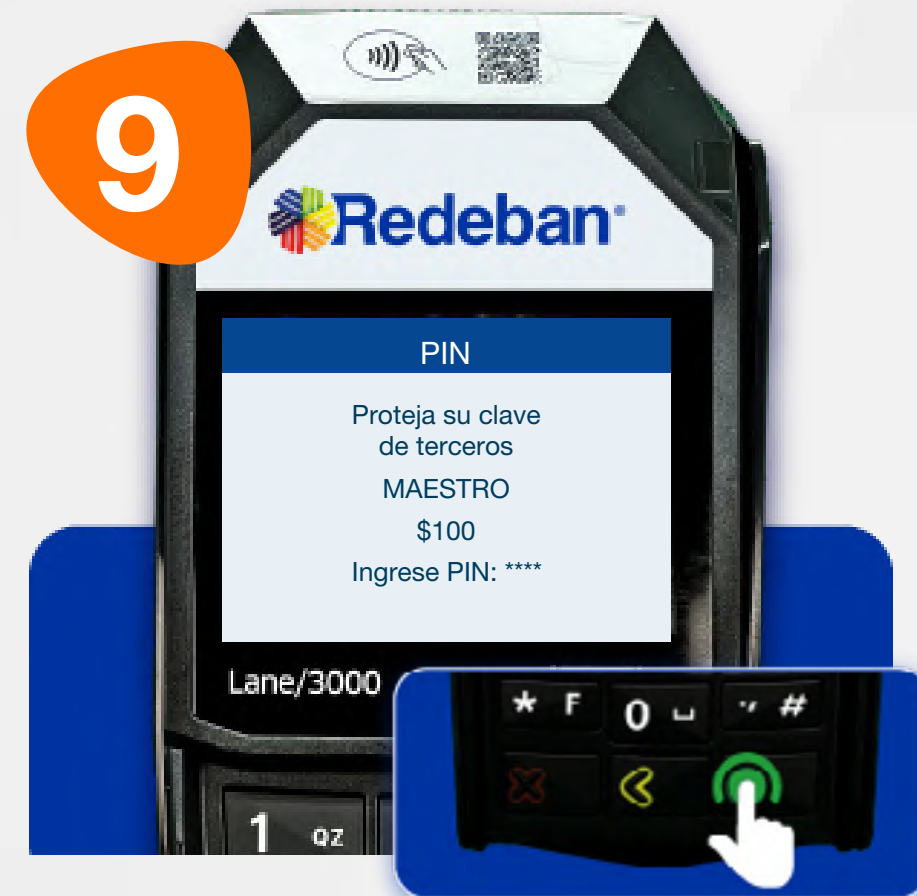 9
Redeban
PIN
Proteja su clave
de terceros
MAESTRO
$100
Ingrese PIN: ****
Lane/3000
* F
0 ␣
., #
1 QZ